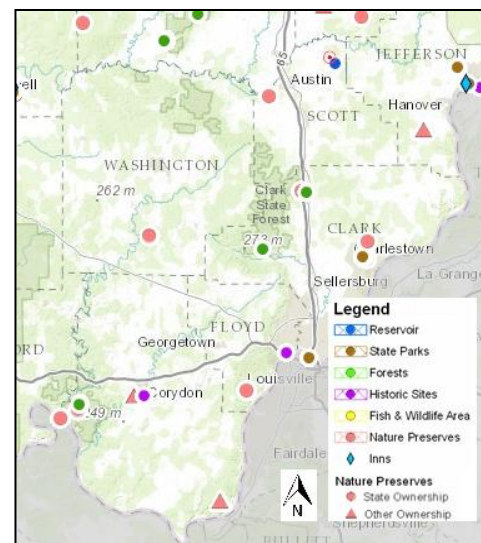 JEFFERSON
65
Austin
Hanover
SCOTT
WASHINGTON
262 m
Clark
State
Forest
273 m
CLARK
Sellersburg
La Grange
Georgetown
FLOYD
Louisville
Corydon
249 m
Fairdale
Shepherdsville
N
Legend
Reservoir
State Parks
Forests
Historic Sites
Fish & Wildlife Area
Nature Preserves
Inns
Nature Preserves
State Ownership
Other Ownership